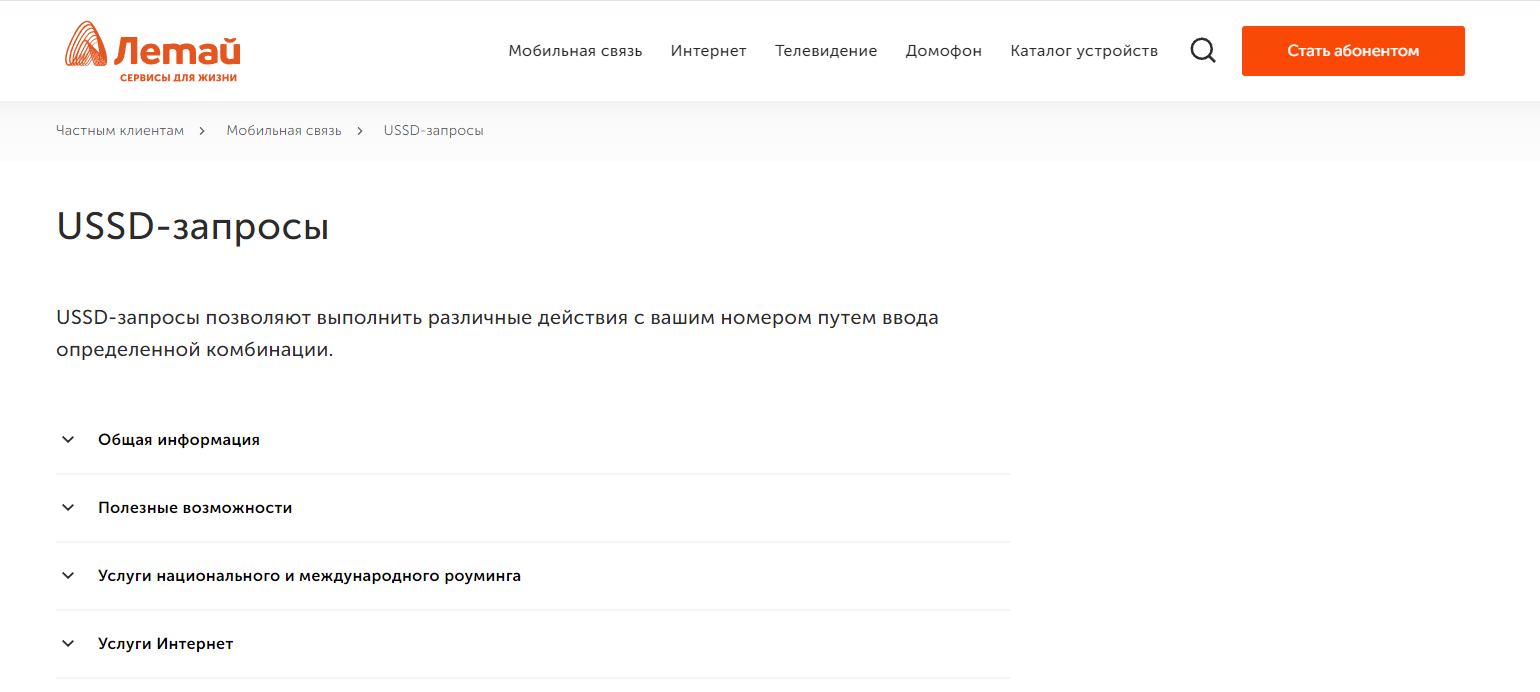 Летай
СЕРВИСЫ ДЛЯ ЖИЗНИ
Мобильная связь Интернет Телевидение Домофон Каталог устройств Стать абонентом
Частным клиентам > Мобильная связь > USSD-запросы
USSD-запросы
USSD-запросы позволяют выполнить различные действия с вашим номером путем ввода
определенной комбинации.
Общая информация
Полезные возможности
Услуги национального и международного роуминга
Услуги Интернет